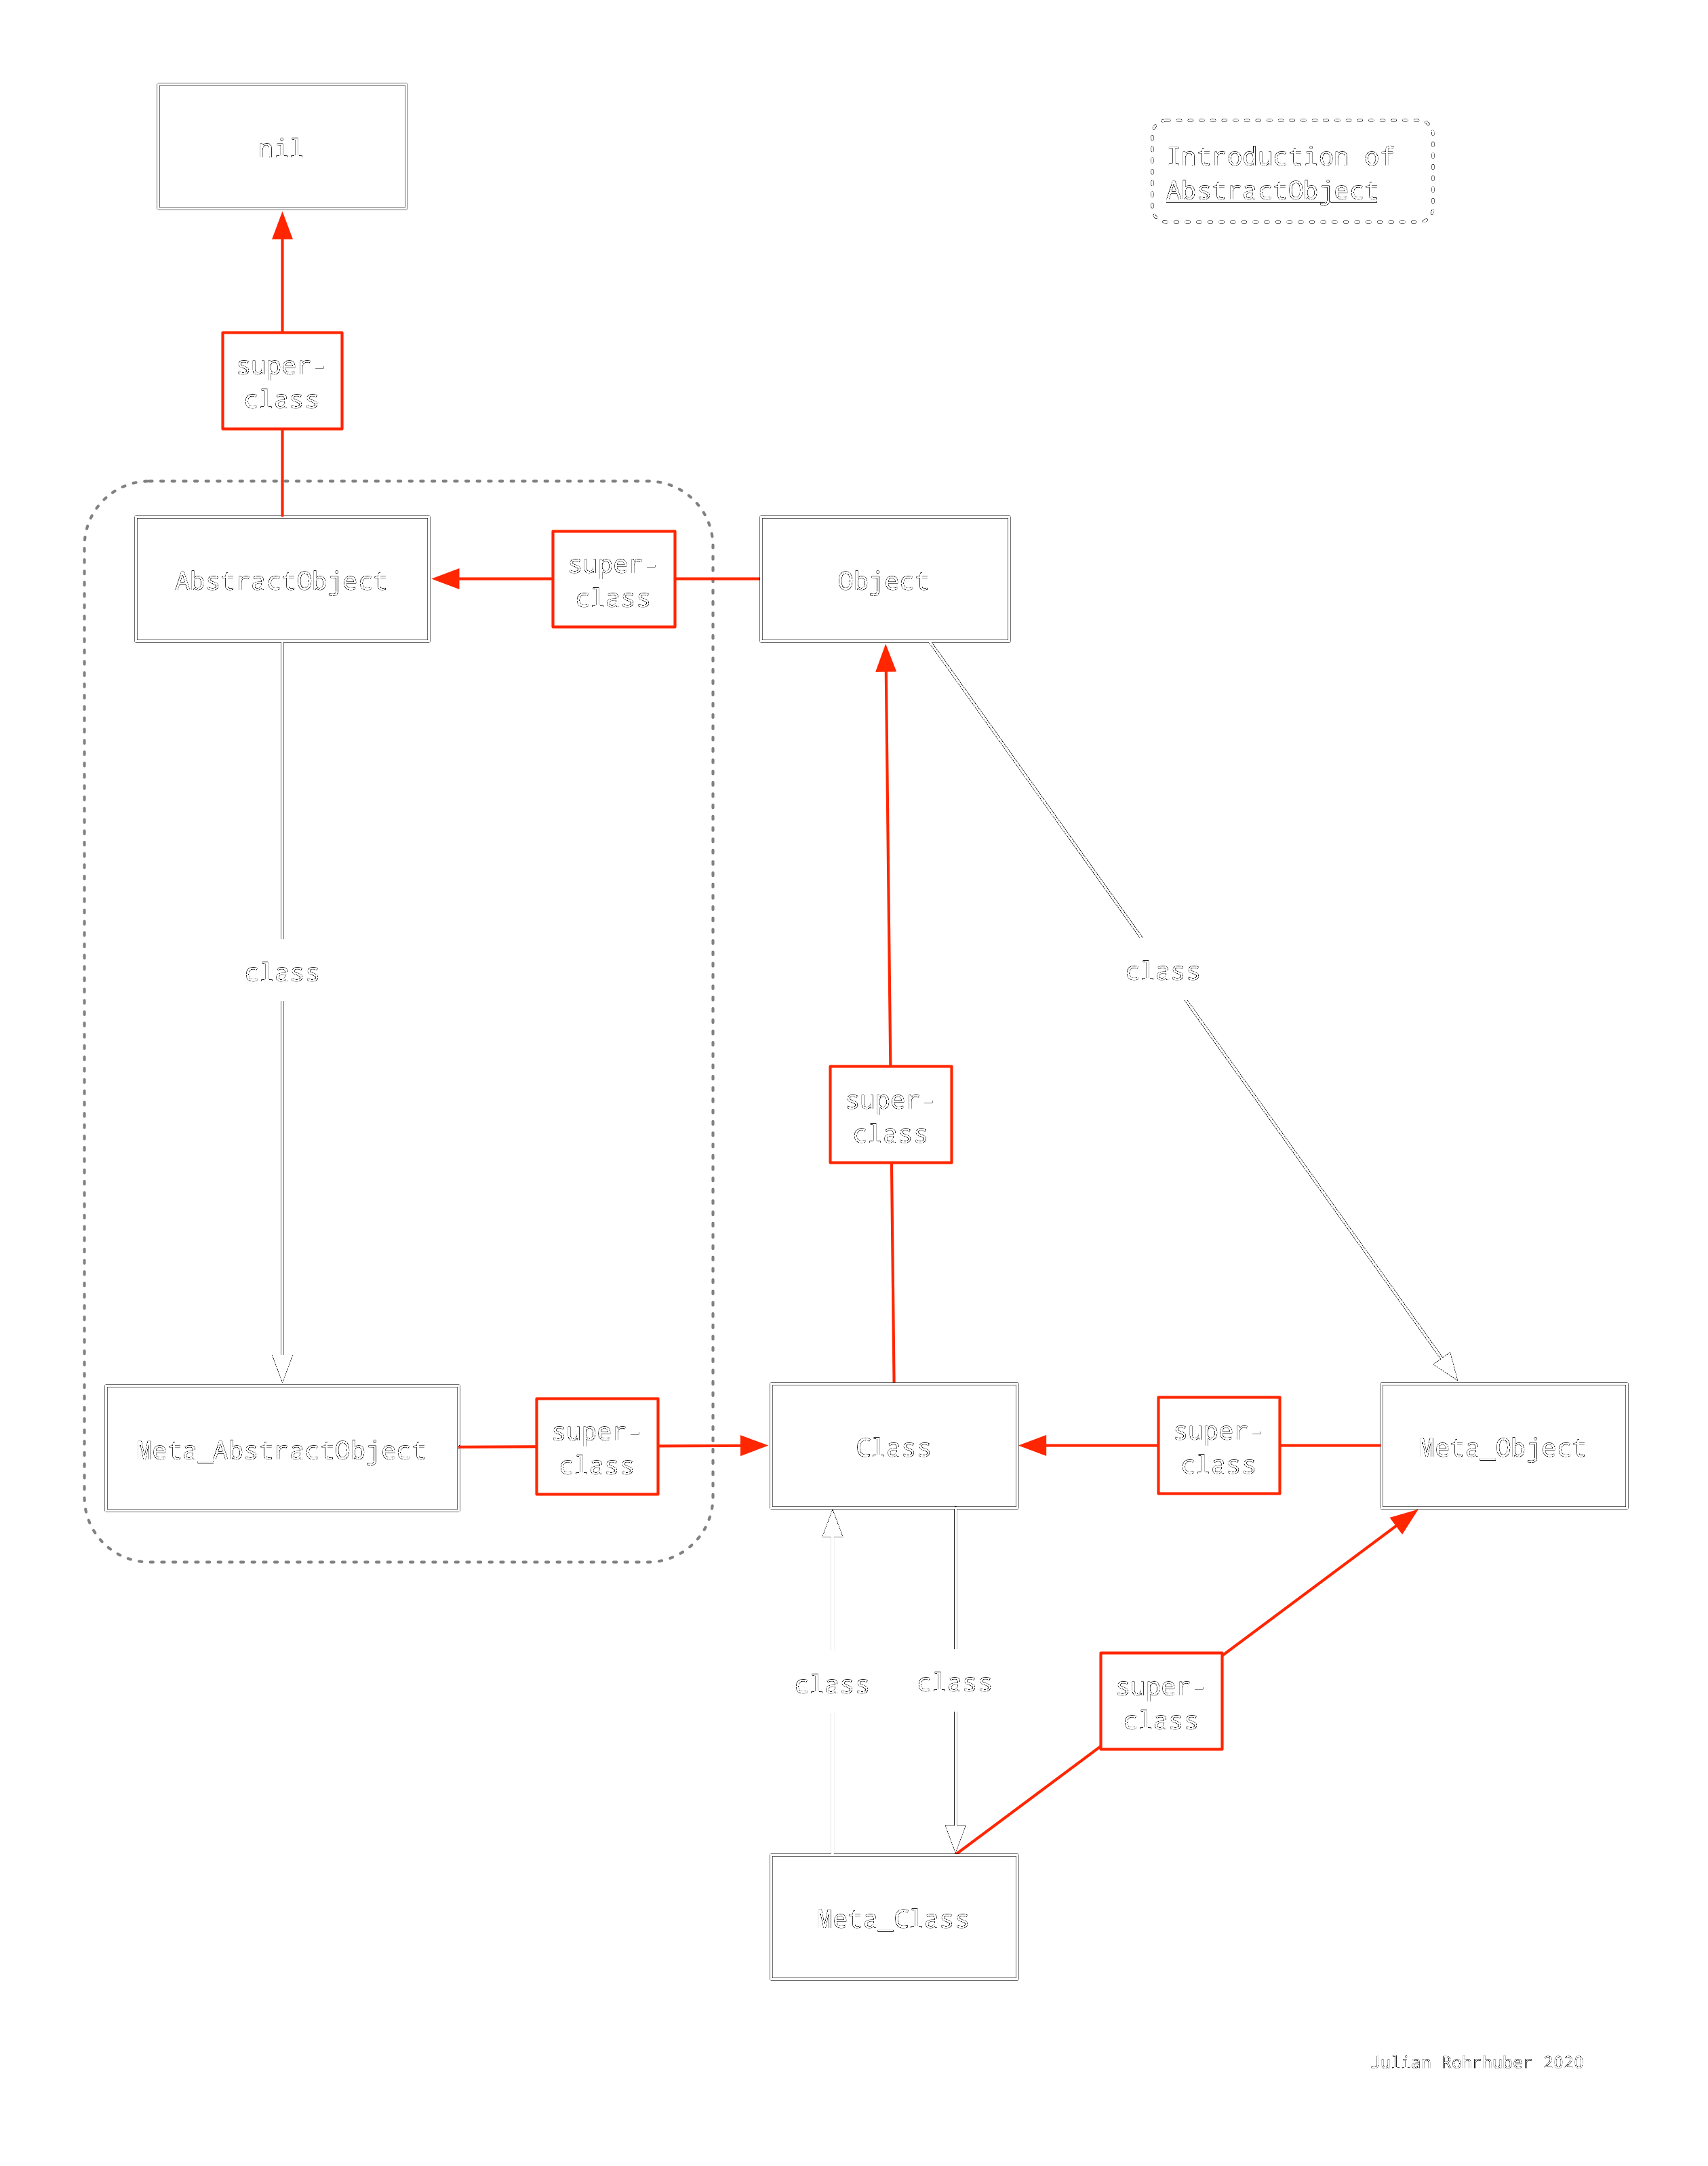 nil
Introduction of
AbstractObject
super-
class
AbstractObject
super-
class
Object
class
class
super-
class
Meta_AbstractObject
super-
class
Class
super-
class
Meta_Object
class
class
super-
class
Meta_Class
Julian Rohrhuber 2020